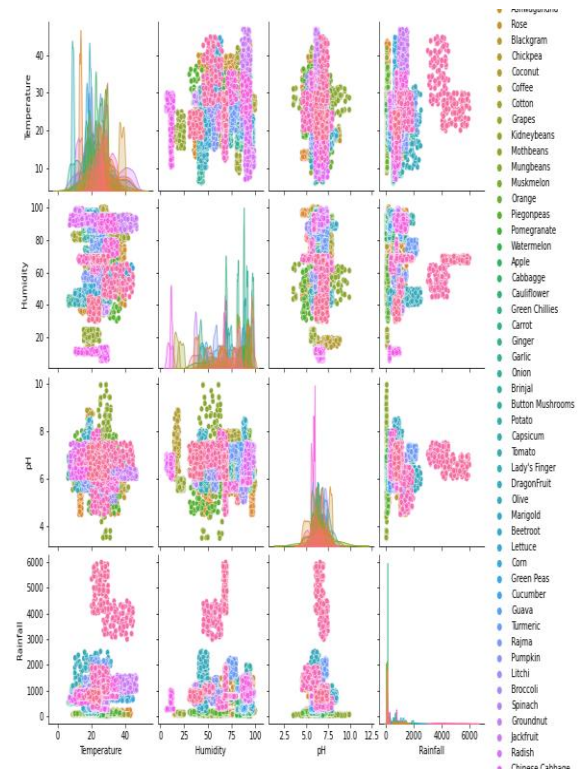 Ashwagandha
Rose
Blackgram
Chickpea
Coconut
Coffee
Cotton
Grapes
Kidneybeans
Mothbeans
Mungbeans
Muskmelon
Orange
Piegonpeas
Pomegranate
Watermelon
Apple
Cabbagge
Cauliflower
Green Chillies
Carrot
Ginger
Garlic
Onion
Brinjal
Button Mushrooms
Potato
Capsicum
Tomato
Lady's Finger
DragonFruit
Olive
Marigold
Beetroot
Lettuce
Corn
Green Peas
Cucumber
Guava
Turmeric
Rajma
Pumpkin
Litchi
Broccoli
Spinach
Groundnut
Jackfruit
Radish
Chinese Cabbage
Temperature
40
30
20
10
Humidity
100
80
60
40
20
pH
10
8
6
4
Rainfall
6000
5000
4000
3000
2000
1000
0
0 20 40
0 25 50 75 100
2.5 5.0 7.5 10.0 12.5
0 2000 4000 6000
Temperature Humidity pH Rainfall